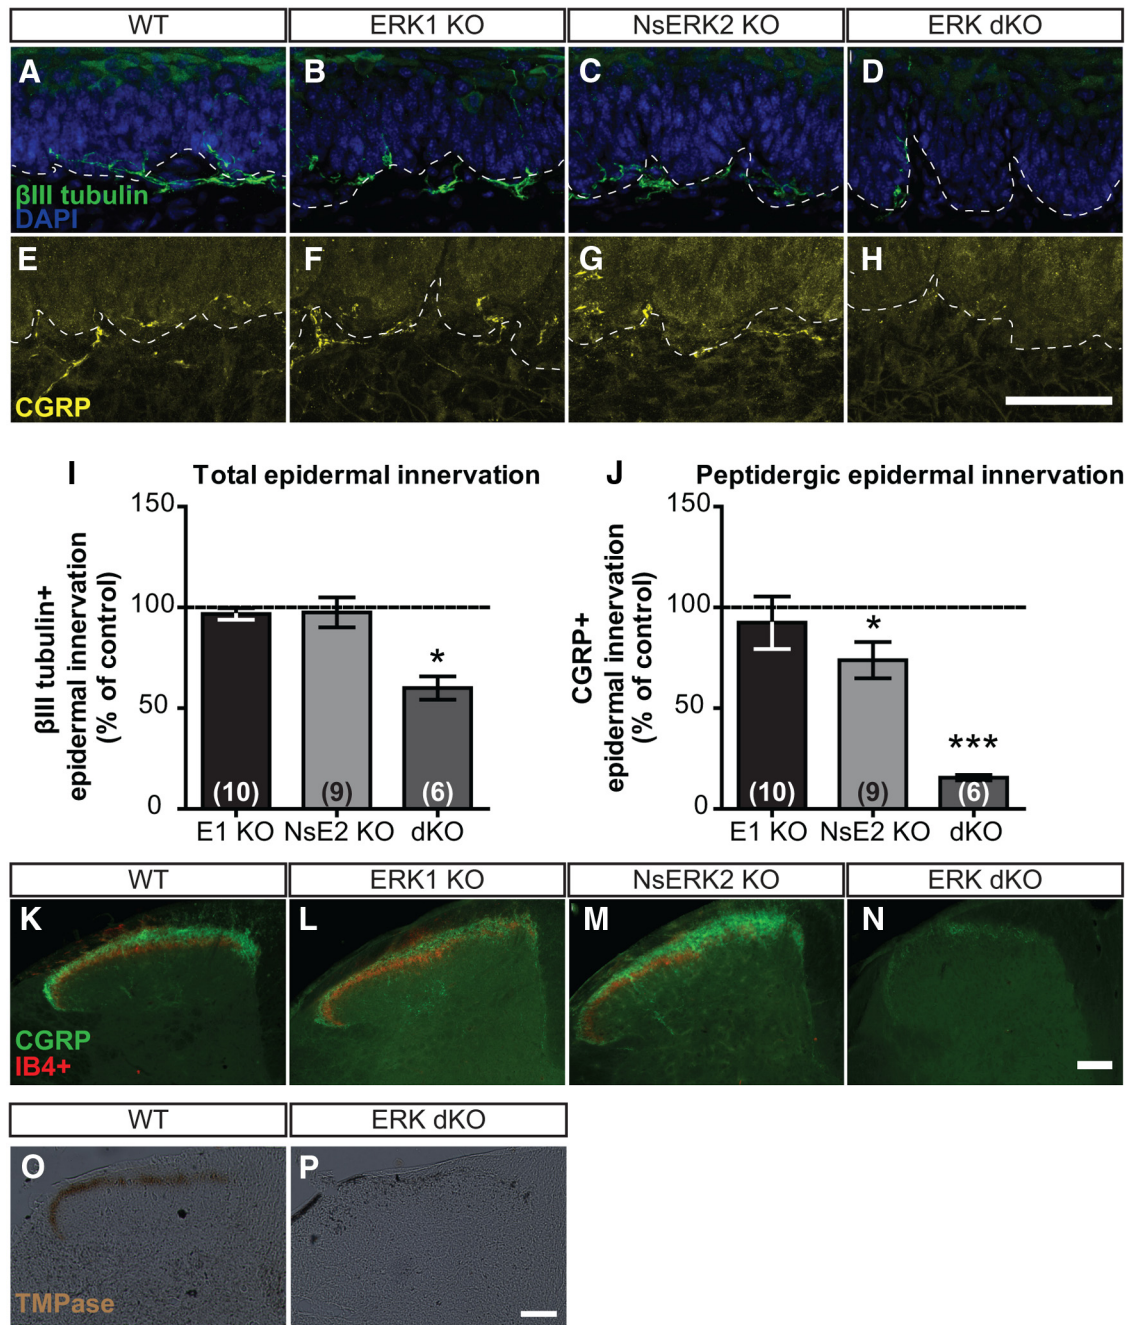 WT ERK1 KO NsERK2 KO ERK dKO
A B C D
βIII tubulin
DAPI
E F G H
CGRP
I Total epidermal innervation
βIII tubulin+
epidermal innervation
(% of control)
150
100
50
0
*
(10) (9) (6)
E1 KO NsE2 KO dKO
J Peptidergic epidermal innervation
CGRP+
epidermal innervation
(% of control)
150
100
50
0
*
***
(10) (9) (6)
E1 KO NsE2 KO dKO
WT ERK1 KO NsERK2 KO ERK dKO
K L M N
CGRP
IB4+
WT ERK dKO
O P
TMPase